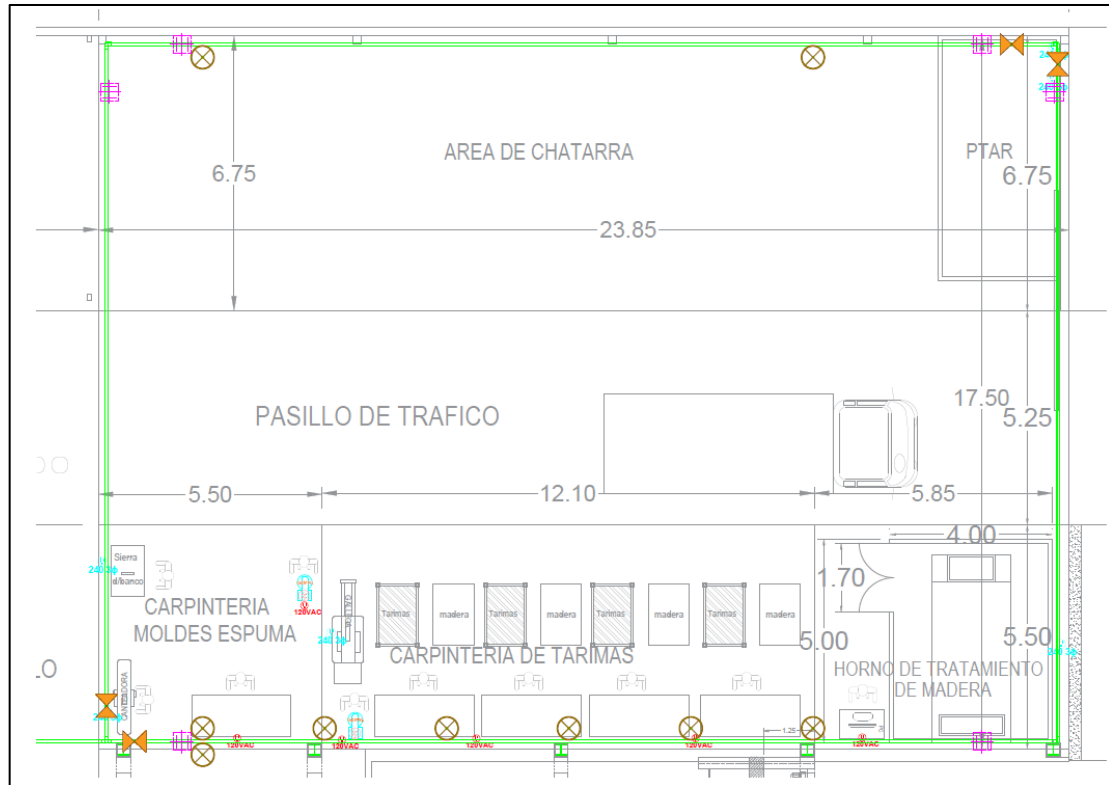 AREA DE CHATARRA
PTAR
6.75
6.75
23.85
PASILLO DE TRAFICO
17.50
5.25
5.50
12.10
5.85
4.00
Sierra
d/banco
240
120VAC
CARPINTERIA
MOLDES ESPUMA
Tarimas
madera
Tarimas
madera
Tarimas
madera
Tarimas
madera
1.70
5.00
5.50
CARPINTERIA DE TARIMAS
HORNO DE TRATAMIENTO
DE MADERA
LO
1.25
120VAC
120VAC
120VAC
120VAC
120VAC